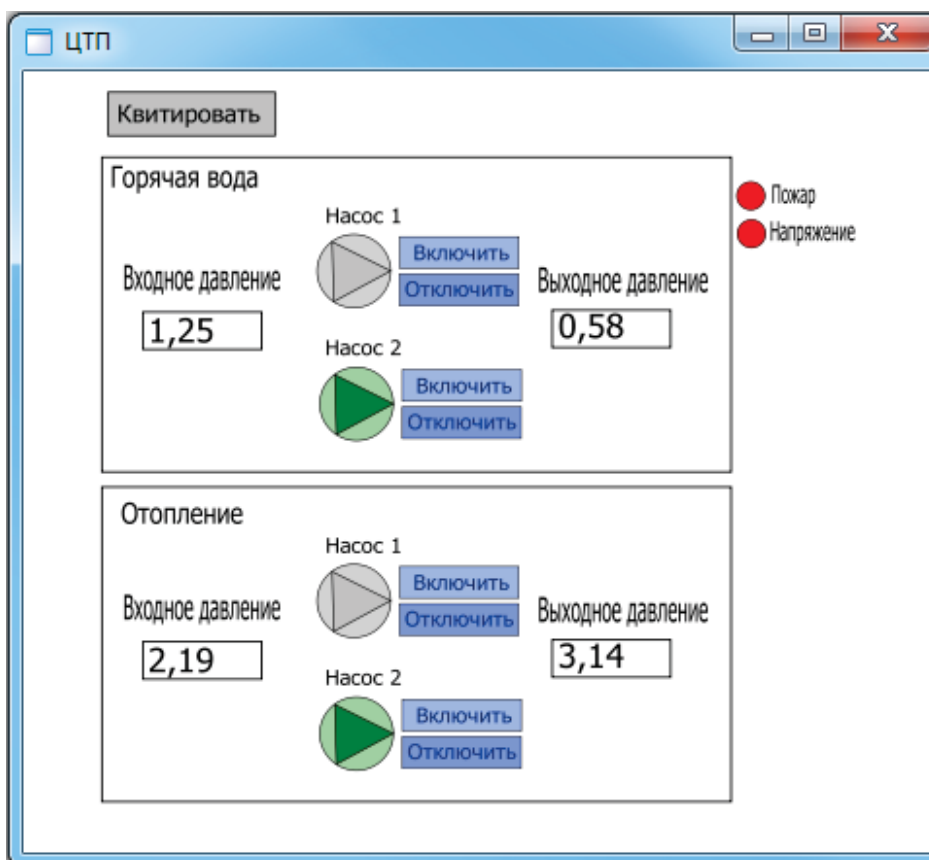 ЦТП
Квитировать
Горячая вода
Пожар
Напряжение
Насос 1
Включить
Отключить
Входное давление
1,25
Выходное давление
0,58
Насос 2
Включить
Отключить
Отопление
Насос 1
Включить
Отключить
Входное давление
2,19
Выходное давление
3,14
Насос 2
Включить
Отключить